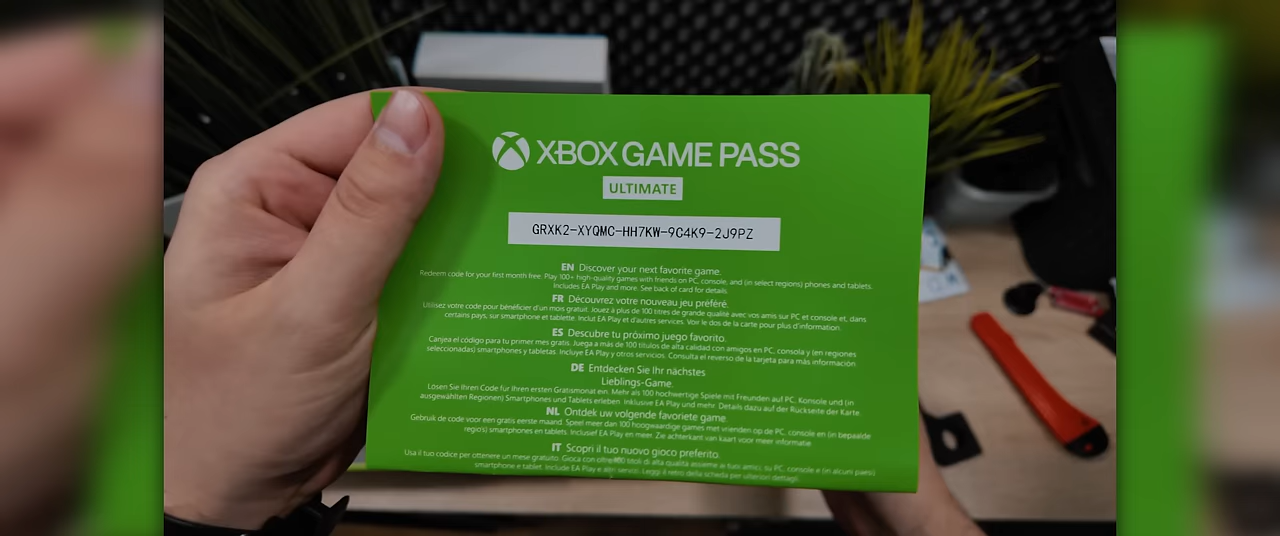 XBOX GAME PASS
ULTIMATE
GRXK2-XYQMC-HH7KW-9C4K9-2J9PZ
EN Discover your next favorite game.
Redeem code for your first month free. Play 100+ high-quality games with friends on PC, console, and (in select regions) phones and tablets.
Includes EA Play and more. See back of card for details.
FR Découvrez votre nouveau jeu préféré.
Utilisez votre code pour bénéficier d'un mois gratuit. Jouez à plus de 100 titres de grande qualité avec vos amis sur PC et console et, dans
certains pays, sur smartphone et tablette. Inclut EA Play et d'autres services. Voir le dos de la carte pour plus d'information.
ES Descubre tu próximo juego favorito.
Canjea el código para tu primer mes gratis. Juega a más de 100 títulos de alta calidad con amigos en PC, consola y (en regiones
seleccionadas) smartphones y tabletas. Incluye EA Play y otros servicios. Consulta el reverso de la tarjeta para más información.
DE Entdecken Sie Ihr nächstes
Lieblings-Game.
Lösen Sie Ihren Code für Ihren ersten Gratismonat ein. Mehr als 100 hochwertige Spiele mit Freunden auf PC, Konsole und (in
ausgewählten Regionen) Smartphones und Tablets erleben. Inklusive EA Play und mehr. Details dazu auf der Rückseite der Karte.
NL Ontdek uw volgende favoriete game.
Gebruik de code voor een gratis eerste maand. Speel meer dan 100 hoogwaardige games met vrienden op de PC, console en (in bepaalde
regio's) smartphones en tablets. Inclusief EA Play en meer. Zie achterkant van kaart voor meer informatie.
IT Scopri il tuo nuovo gioco preferito.
Usa il tuo codice per ottenere un mese gratuito. Gioca con oltre 100 titoli di alta qualità assieme ai tuoi amici, su PC, console e (in alcuni paesi)
smartphone e tablet. Include EA Play e altri servizi. Leggi il retro della scheda per ulteriori dettagli.